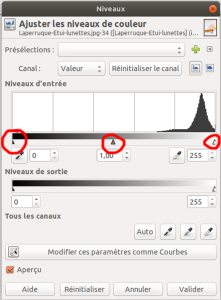 Niveaux
Ajuster les niveaux de couleur
Laperruque-Etui-lunettes.jpg-34 ([Laperruque-Etui-lunettes] (i…
Présélections :
Canal : Valeur Réinitialiser le canal
Niveaux d'entrée
0 1,00 255
Niveaux de sortie
0 255
Tous les canaux
Auto
Modifier ces paramètres comme Courbes
Aperçu
Aide Réinitialiser Annuler Valider